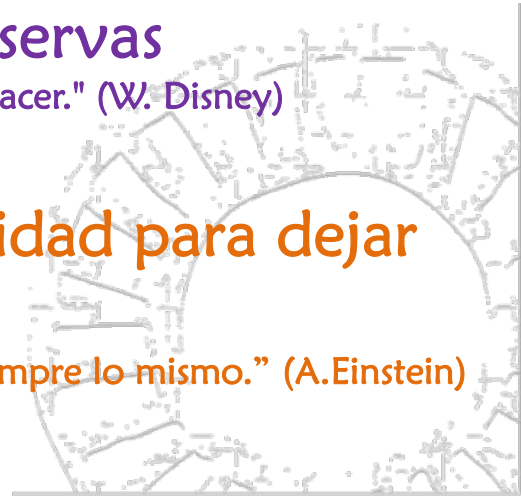 servas
acer." (W. Disney)
idad para dejar
mpre lo mismo.” (A.Einstein)